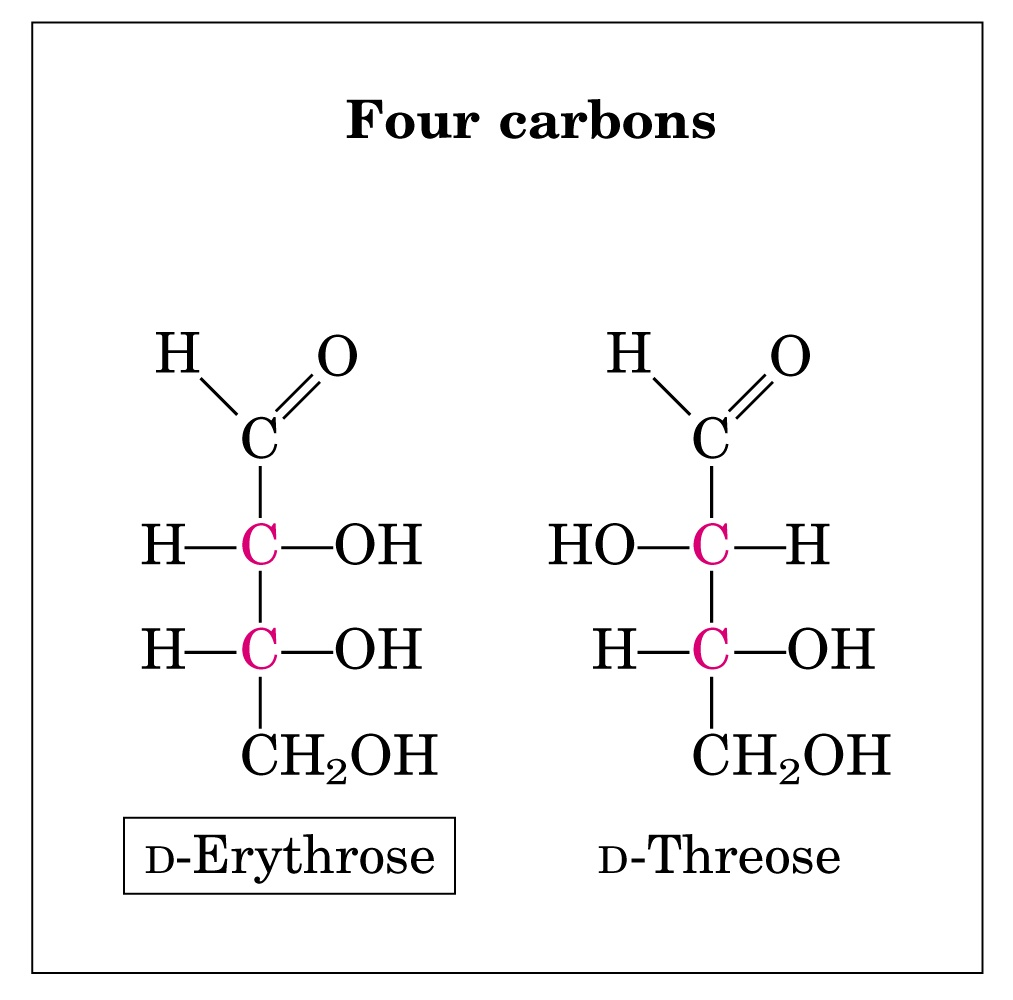 Four carbons
H O H O
C C
H C OH HO C H
H C OH H C OH
CH₂OH CH₂OH
D-Erythrose D-Threose